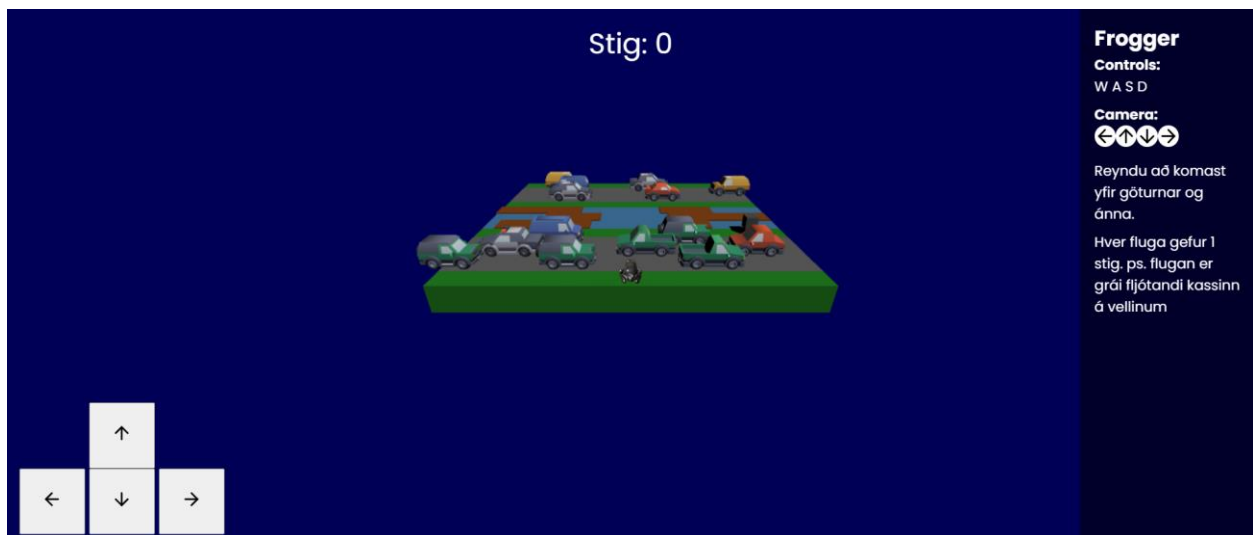 Stig: 0
Frogger
Controls:
W A S D
Camera:
←↑↓→
Reyndu að komast
yfir göturnar og
ánna.
Hver fluga gefur 1
stig. ps. flugan er
grái fljótandi kassinn
á vellinum
↑
← ↓ →